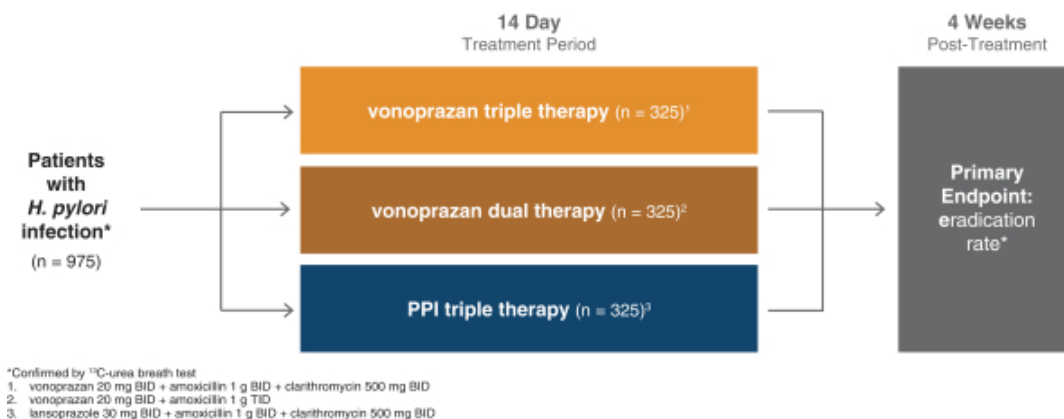 14 Day
Treatment Period
4 Weeks
Post-Treatment
Patients
with
H. pylori
infection*
(n = 975)
vonoprazan triple therapy (n = 325)¹
vonoprazan dual therapy (n = 325)²
PPI triple therapy (n = 325)³
Primary
Endpoint:
eradication
rate*
*Confirmed by ¹³C-urea breath test
1. vonoprazan 20 mg BID + amoxicillin 1 g BID + clarithromycin 500 mg BID
2. vonoprazan 20 mg BID + amoxicillin 1 g TID
3. lansoprazole 30 mg BID + amoxicillin 1 g BID + clarithromycin 500 mg BID